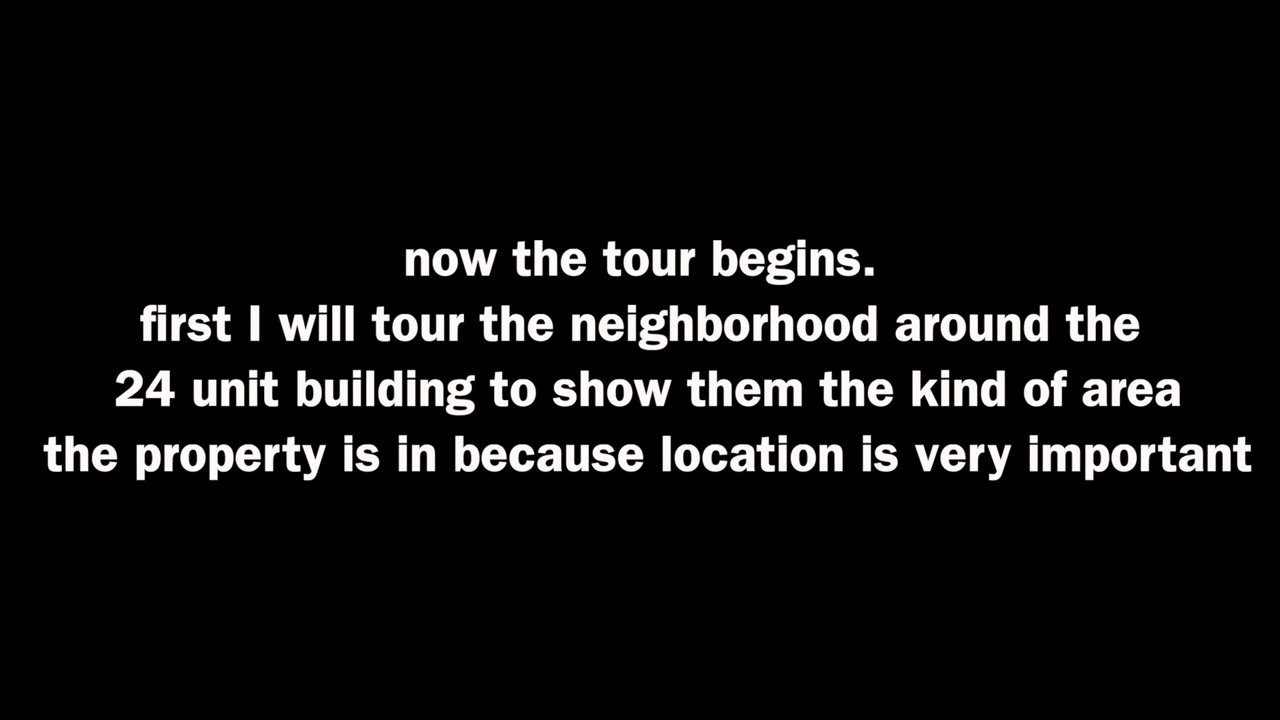 now the tour begins.
first I will tour the neighborhood around the
24 unit building to show them the kind of area
the property is in because location is very important